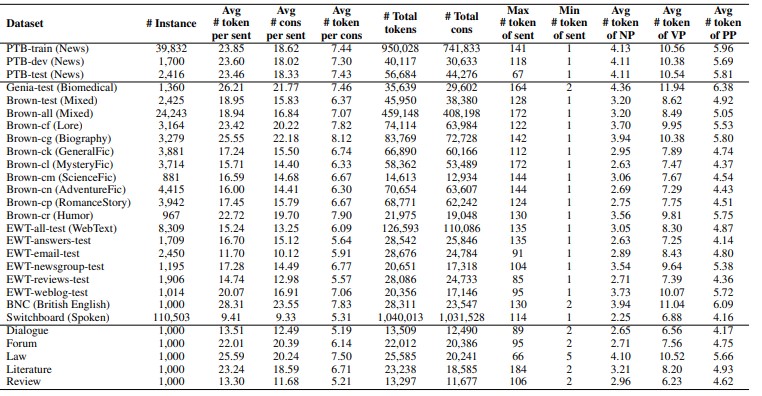 Dataset # Instance Avg # token per sent Avg # cons per sent Avg # token per cons # Total tokens # Total cons Max # token of sent Min # token of sent Avg # token of NP Avg # token of VP Avg # token of PP
PTB-train (News) 39,832 23.85 18.62 7.44 950,028 741,833 141 1 4.13 10.56 5.96
PTB-dev (News) 1,700 23.60 18.02 7.30 40,117 30,633 118 1 4.11 10.38 5.69
PTB-test (News) 2,416 23.46 18.33 7.43 56,684 44,276 67 1 4.11 10.54 5.81
Genia-test (Biomedical) 1,360 26.21 21.77 7.46 35,639 29,602 164 2 4.36 11.94 6.38
Brown-test (Mixed) 2,425 18.95 15.83 6.37 45,950 38,380 128 1 3.20 8.62 4.92
Brown-all (Mixed) 24,243 18.94 16.84 7.07 459,148 408,198 172 1 3.20 8.49 5.05
Brown-cf (Lore) 3,164 23.42 20.22 7.82 74,114 63,984 122 1 3.70 9.95 5.53
Brown-cg (Biography) 3,279 25.55 22.18 8.12 83,769 72,728 142 1 3.94 10.38 5.80
Brown-ck (GeneralFic) 3,881 17.24 15.50 6.74 66,890 60,166 112 1 2.95 7.89 4.74
Brown-cl (MysteryFic) 3,714 15.71 14.40 6.33 58,362 53,489 172 1 2.63 7.47 4.37
Brown-cm (ScienceFic) 881 16.59 14.68 6.67 14,613 12,934 144 1 3.06 7.67 4.54
Brown-cn (AdventureFic) 4,415 16.00 14.41 6.30 70,654 63,607 144 1 2.69 7.29 4.43
Brown-cp (RomanceStory) 3,942 17.45 15.79 6.67 68,771 62,242 124 1 2.75 7.75 4.51
Brown-cr (Humor) 967 22.72 19.70 7.90 21,975 19,048 130 1 3.56 9.81 5.75
EWT-all-test (WebText) 8,309 15.24 13.25 6.09 126,593 110,086 135 1 3.05 8.30 4.87
EWT-answers-test 1,709 16.70 15.12 5.64 28,542 25,846 135 1 2.63 7.25 4.14
EWT-email-test 2,450 11.70 10.12 5.91 28,676 24,784 91 1 2.89 8.43 4.80
EWT-newsgroup-test 1,195 17.28 14.49 6.77 20,651 17,318 104 1 3.54 9.64 5.38
EWT-reviews-test 1,906 14.74 12.98 5.57 28,086 24,733 85 1 2.71 7.39 4.36
EWT-weblog-test 1,014 20.07 16.91 7.06 20,356 17,146 95 1 3.73 10.07 5.72
BNC (British English) 1,000 28.31 23.55 7.83 28,311 23,547 130 2 3.94 11.04 6.09
Switchboard (Spoken) 110,503 9.41 9.33 5.31 1,040,013 1,031,528 114 1 2.25 6.88 4.16
Dialogue 1,000 13.51 12.49 5.19 13,509 12,490 89 2 2.65 6.56 4.17
Forum 1,000 22.01 20.39 6.14 22,012 20,386 95 2 2.71 7.56 4.75
Law 1,000 25.59 20.24 7.50 25,585 20,241 66 5 4.10 10.52 5.66
Literature 1,000 23.24 18.59 6.71 23,238 18,585 184 2 3.21 8.20 4.93
Review 1,000 13.30 11.68 5.21 13,297 11,677 106 2 2.96 6.23 4.62